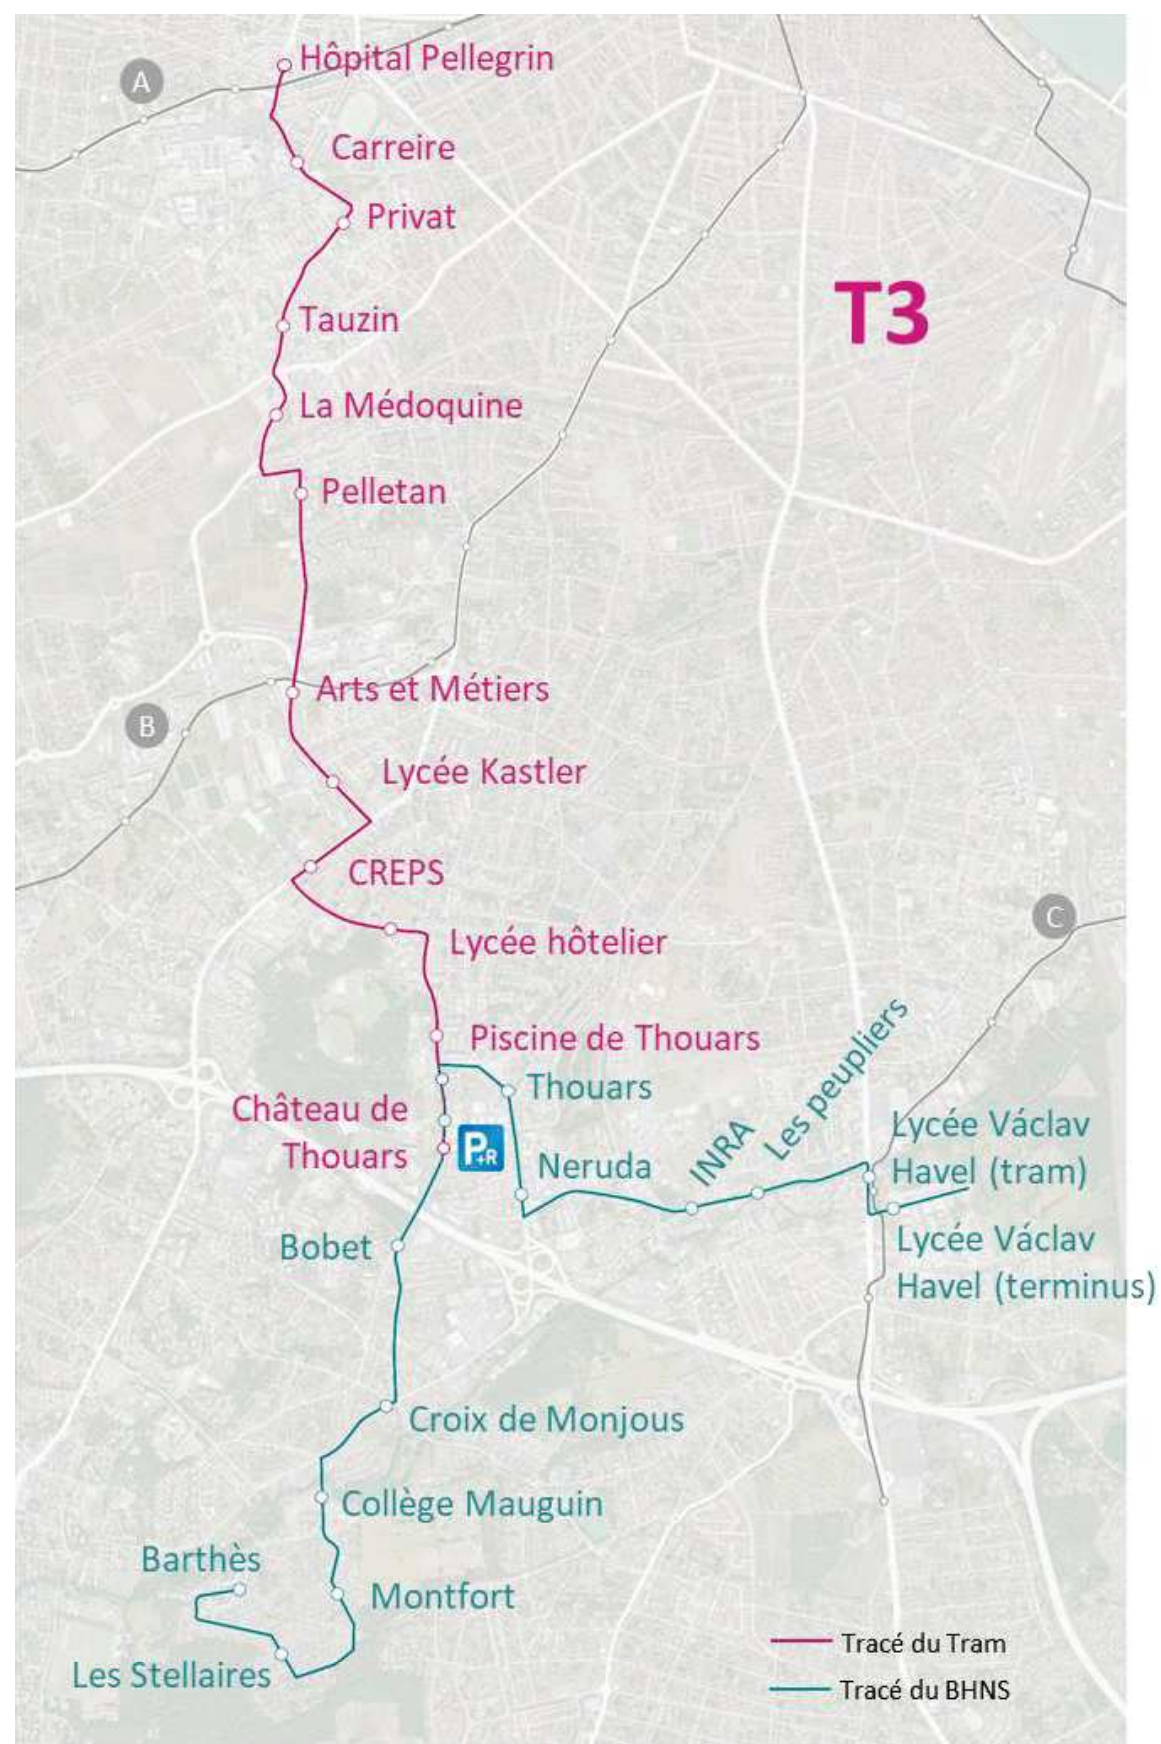 Hôpital Pellegrin
A
Carreire
Privat
T3
Tauzin
La Médoquine
Pelletan
Arts et Métiers
B
Lycée Kastler
CREPS
C
Lycée hôtelier
Piscine de Thouars
Thouars
Château de
Thouars
P+R
Neruda
INRA
Les peupliers
Lycée Václav
Havel (tram)
Lycée Václav
Havel (terminus)
Bobet
Croix de Monjous
Collège Mauguin
Barthès
Montfort
Les Stellaires
Tracé du Tram
Tracé du BHNS